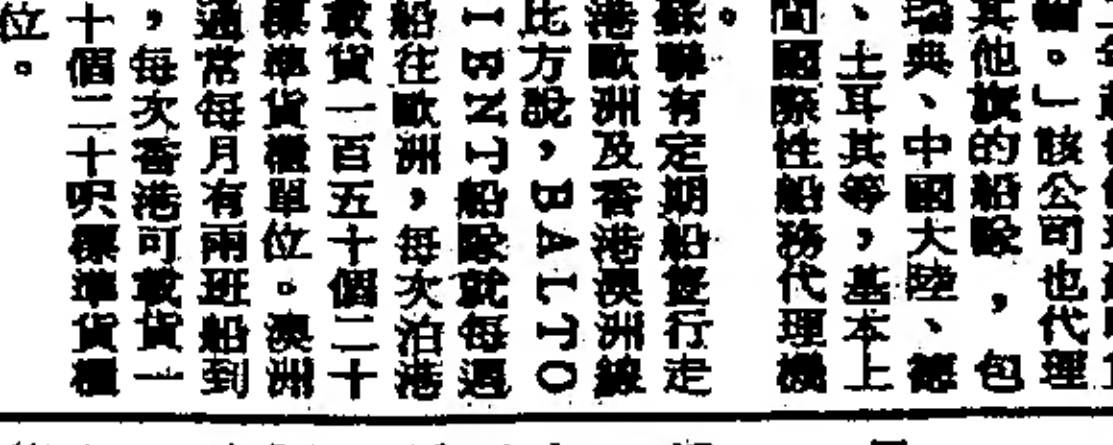 。」該公司也代理
其他旗的船隊，包
瑞典、中國大陸、德
、土耳其等，基本上
間國際性船務代理機
。
蘇聯有定期船隻行走
港歐洲及香港澳洲線
比方說，BALTO
IENT船隊就每週
船往歐洲，每次泊港
載貨一百五十個二十
標準貨櫃單位。澳洲
通常每月有兩班船到
，每次香港可載貨一
十個二十呎標準貨櫃
位。